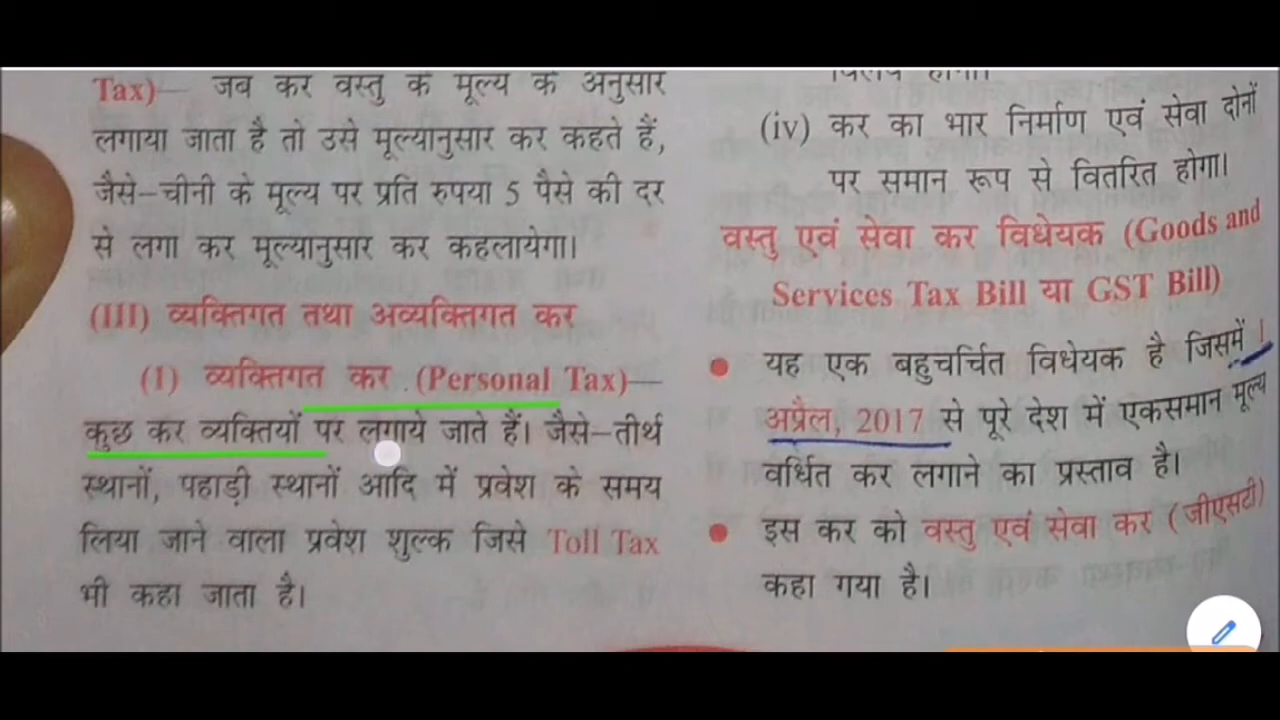 Tax)— जब कर वस्तु के मूल्य के अनुसार
लगाया जाता है तो उसे मूल्यानुसार कर कहते हैं,
जैसे–चीनी के मूल्य पर प्रति रुपया 5 पैसे की दर
से लगा कर मूल्यानुसार कर कहलायेगा।
(III) व्यक्तिगत तथा अव्यक्तिगत कर
(1) व्यक्तिगत कर (Personal Tax)—
कुछ कर व्यक्तियों पर लगाये जाते हैं। जैसे–तीर्थ
स्थानों, पहाड़ी स्थानों आदि में प्रवेश के समय
लिया जाने वाला प्रवेश शुल्क जिसे Toll Tax
भी कहा जाता है।
होगा।
(iv) कर का भार निर्माण एवं सेवा दोनों
पर समान रूप से वितरित होगा।
वस्तु एवं सेवा कर विधेयक (Goods and
Services Tax Bill या GST Bill)
• यह एक बहुचर्चित विधेयक है जिसमें 1
अप्रैल, 2017 से पूरे देश में एकसमान मूल्य
वर्धित कर लगाने का प्रस्ताव है।
• इस कर को वस्तु एवं सेवा कर (जीएसटी)
कहा गया है।